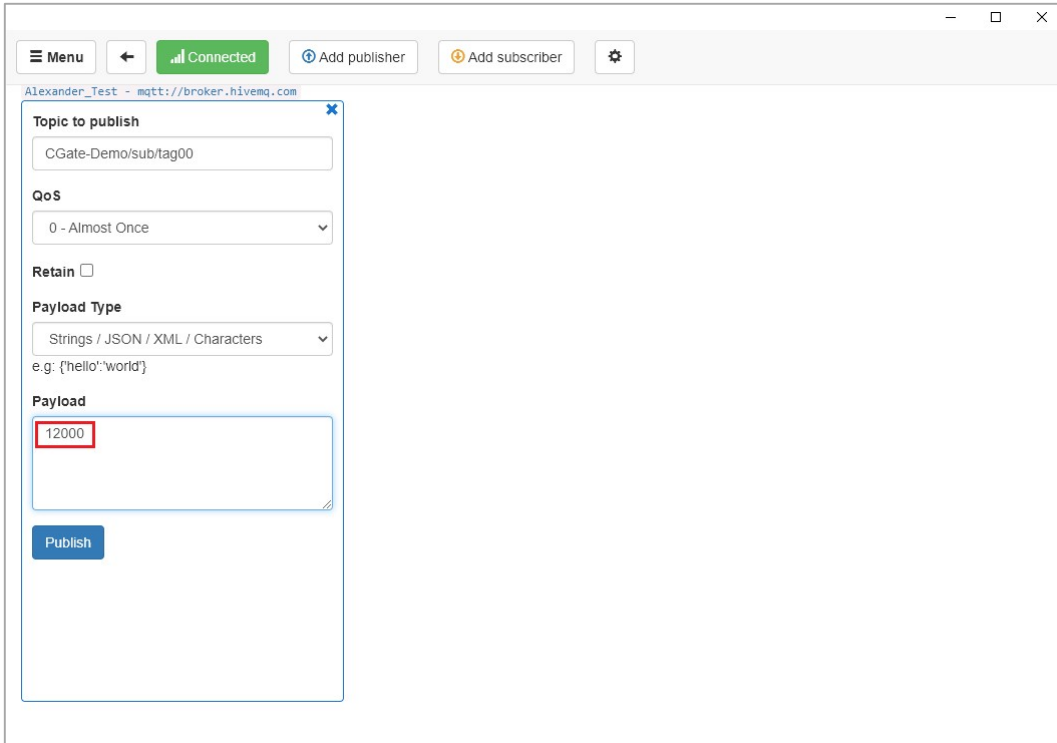 Menu
Connected
Add publisher
Add subscriber
Alexander_Test - mqtt://broker.hivemq.com
Topic to publish
CGate-Demo/sub/tag00
QoS
0 - Almost Once
Retain
Payload Type
Strings / JSON / XML / Characters
e.g: {'hello':'world'}
Payload
12000
Publish